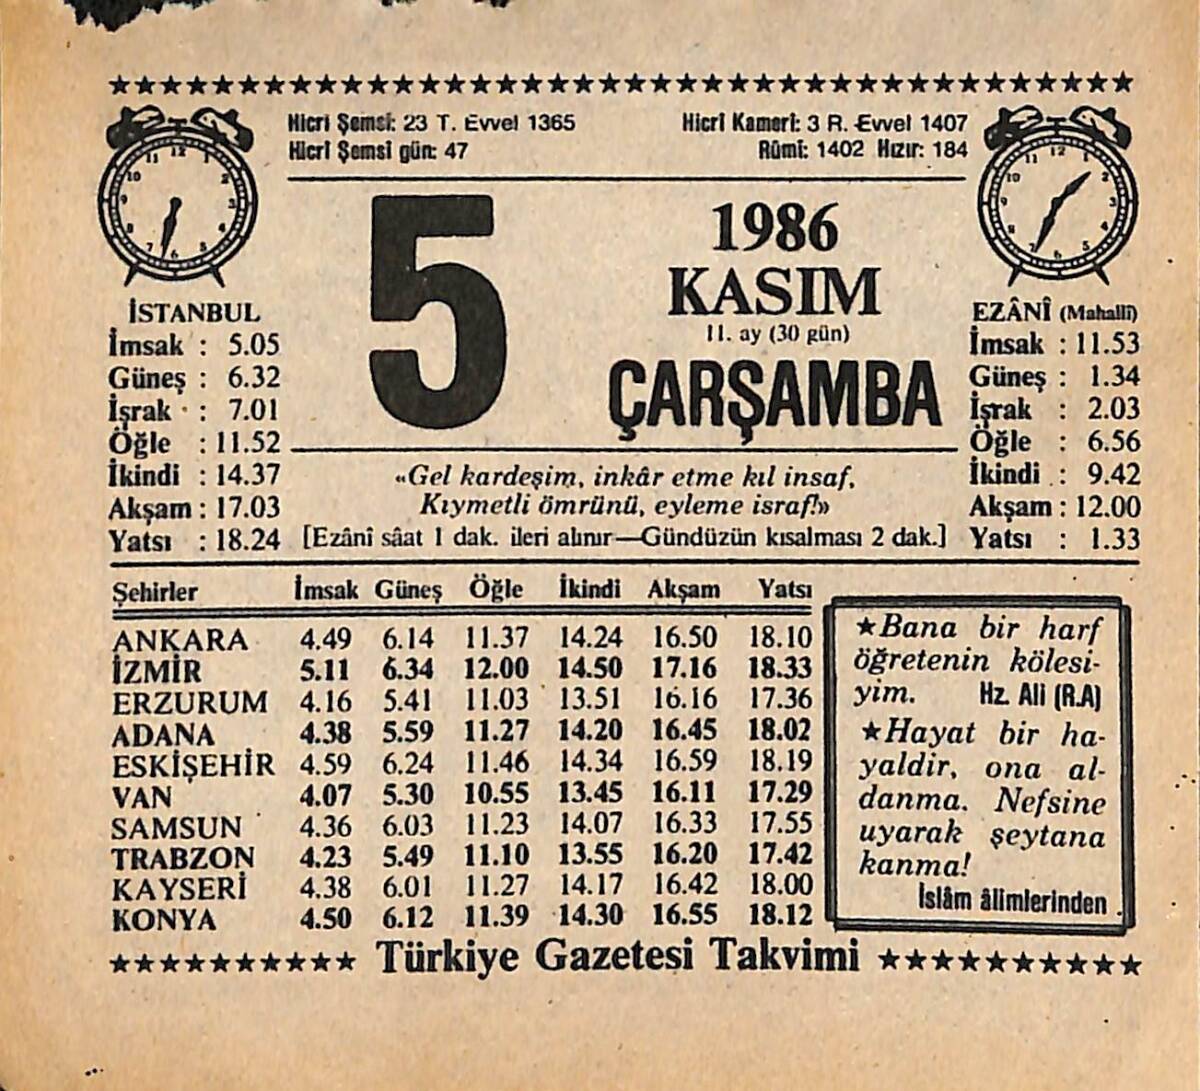 Hicri Şemsi: 23 T. Evvel 1365
Hicri Şemsi gün: 47
Hicri Kameri: 3 R. Evvel 1407
Rûmi: 1402 Hızır: 184
5
1986
KASIM
11. ay (30 gün)
ÇARŞAMBA
İSTANBUL
İmsak : 5.05
Güneş : 6.32
İşrak : 7.01
Öğle : 11.52
İkindi : 14.37
Akşam : 17.03
Yatsı : 18.24
EZÂNÎ (Mahallî)
İmsak : 11.53
Güneş : 1.34
İşrak : 2.03
Öğle : 6.56
İkindi : 9.42
Akşam : 12.00
Yatsı : 1.33
«Gel kardeşim, inkâr etme kıl insaf,
Kıymetli ömrünü, eyleme israf!»
[Ezânî sâat 1 dak. ileri alınır—Gündüzün kısalması 2 dak.]
Şehirler İmsak Güneş Öğle İkindi Akşam Yatsı
ANKARA 4.49 6.14 11.37 14.24 16.50 18.10
İZMİR 5.11 6.34 12.00 14.50 17.16 18.33
ERZURUM 4.16 5.41 11.03 13.51 16.16 17.36
ADANA 4.38 5.59 11.27 14.20 16.45 18.02
ESKİŞEHİR 4.59 6.24 11.46 14.34 16.59 18.19
VAN 4.07 5.30 10.55 13.45 16.11 17.29
SAMSUN 4.36 6.03 11.23 14.07 16.33 17.55
TRABZON 4.23 5.49 11.10 13.55 16.20 17.42
KAYSERİ 4.38 6.01 11.27 14.17 16.42 18.00
KONYA 4.50 6.12 11.39 14.30 16.55 18.12
★Bana bir harf
öğretenin kölesi-
yim. Hz. Ali (R.A)
★Hayat bir ha-
yaldir, ona al-
danma. Nefsine
uyarak şeytana
kanma!
İslâm âlimlerinden
Türkiye Gazetesi Takvimi